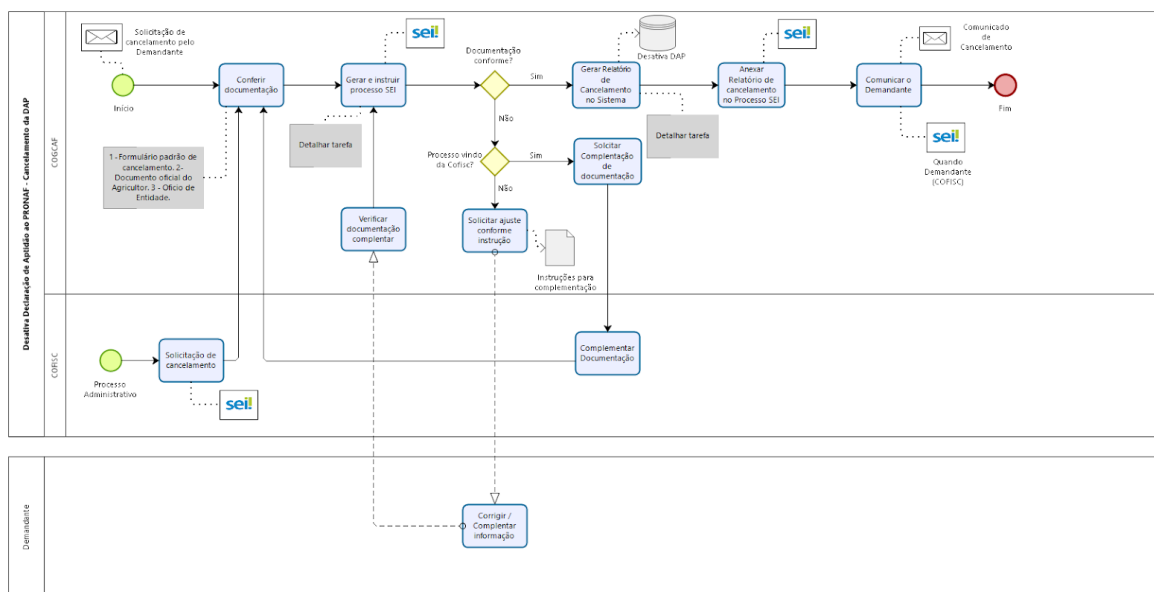 Desativa Declaração de Aptidão ao PRONAF - Cancelamento da DAP
COGCAF
Solicitação de
cancelamento pelo
Demandante
Início
Conferir
documentação
1 - Formulário padrão de
cancelamento. 2-
Documento oficial do
Agricultor. 3 - Oficio de
Entidade.
sei!
Gerar e instruir
processo SEI
Detalhar tarefa
Documentação
conforme?
Sim
Não
Desativa DAP
Gerar Relatório
de
Cancelamento
no Sistema
Detalhar tarefa
sei!
Anexar
Relatório de
cancelamento
no Processo SEI
Comunicado
de
Cancelamento
Comunicar o
Demandante
sei!
Quando
Demandante
(COFISC)
Fim
Processo vindo
da Cofisc?
Sim
Não
Solicitar
Complentação
de
documentação
Verificar
documentação
complentar
Solicitar ajuste
conforme
instrução
Instruções para
complementação
COFISC
Processo
Administrativo
Solicitação de
cancelamento
sei!
Complementar
Documentação
Demandante
Corrigir /
Complentar
informação